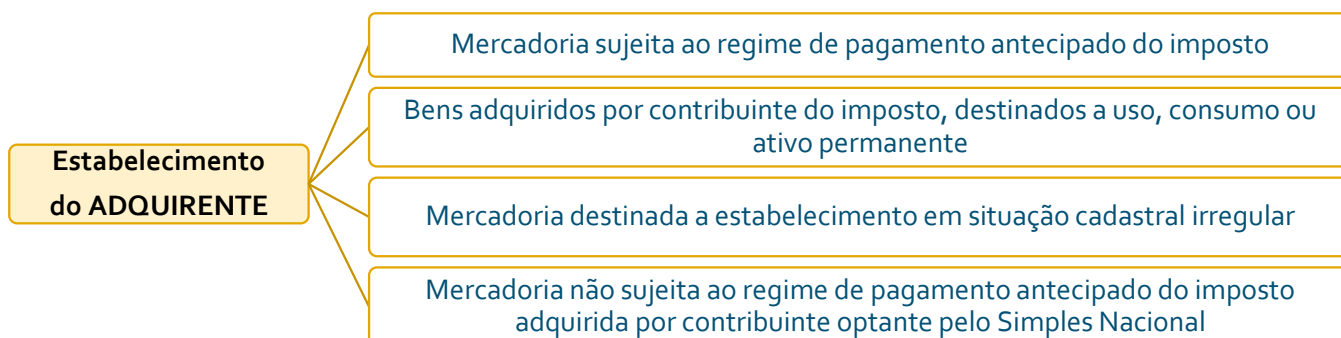 Estabelecimento
do ADQUIRENTE
Mercadoria sujeita ao regime de pagamento antecipado do imposto
Bens adquiridos por contribuinte do imposto, destinados a uso, consumo ou
ativo permanente
Mercadoria destinada a estabelecimento em situação cadastral irregular
Mercadoria não sujeita ao regime de pagamento antecipado do imposto
adquirida por contribuinte optante pelo Simples Nacional